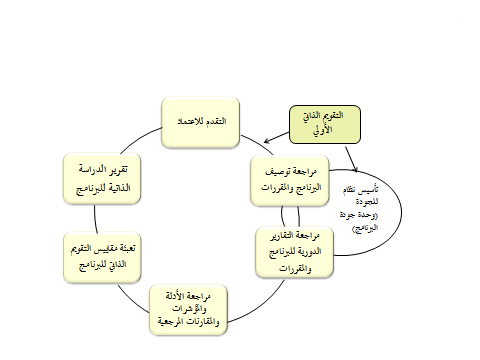 التقدم للاعتماد
التقويم الذاتي
الأولي
مراجعة توصيف
البرنامج والمقررات
تأسيس نظام
للجودة
(وحدة جودة
البرنامج)
مراجعة التقارير
الدورية للبرنامج
والمقررات
مراجعة الأدلة
والمؤشرات
والمقارنات المرجعية
تعبئة مقاييس التقويم
الذاتي للبرنامج
تقرير الدراسة
الذاتية للبرنامج